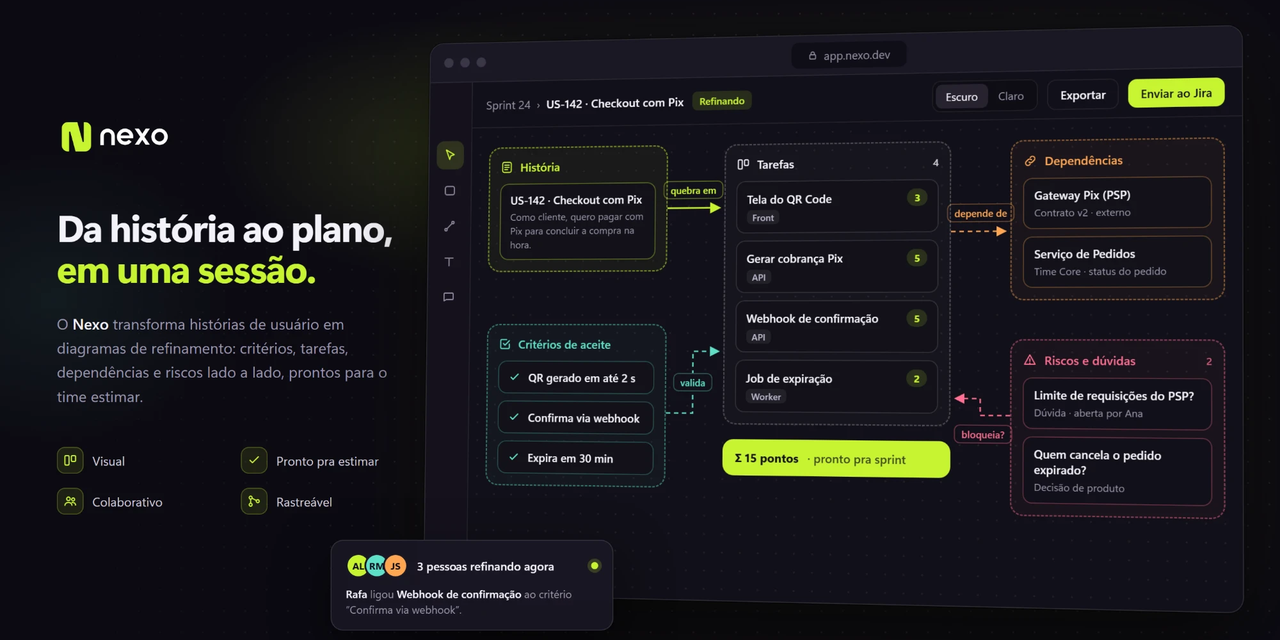 nexo
Da história ao plano,
em uma sessão.
O Nexo transforma histórias de usuário em
diagramas de refinamento: critérios, tarefas,
dependências e riscos lado a lado, prontos para o
time estimar.
Visual
Pronto pra estimar
Colaborativo
Rastreável
app.nexo.dev
Sprint 24 › US-142 · Checkout com Pix
Refinando
Escuro
Claro
Exportar
Enviar ao Jira
História
US-142 · Checkout com Pix
Como cliente, quero pagar com
Pix para concluir a compra na
hora.
quebra em
Tarefas
4
Tela do QR Code
3
Front
Gerar cobrança Pix
5
API
Webhook de confirmação
5
API
Job de expiração
2
Worker
Σ 15 pontos · pronto pra sprint
depende de
Dependências
Gateway Pix (PSP)
Contrato v2 · externo
Serviço de Pedidos
Time Core · status do pedido
Critérios de aceite
QR gerado em até 2 s
Confirma via webhook
Expira em 30 min
valida
bloqueia?
Riscos e dúvidas
2
Limite de requisições do PSP?
Dúvida · aberta por Ana
Quem cancela o pedido
expirado?
Decisão de produto
AL
RM
JS
3 pessoas refinando agora
Rafa ligou Webhook de confirmação ao critério
"Confirma via webhook".